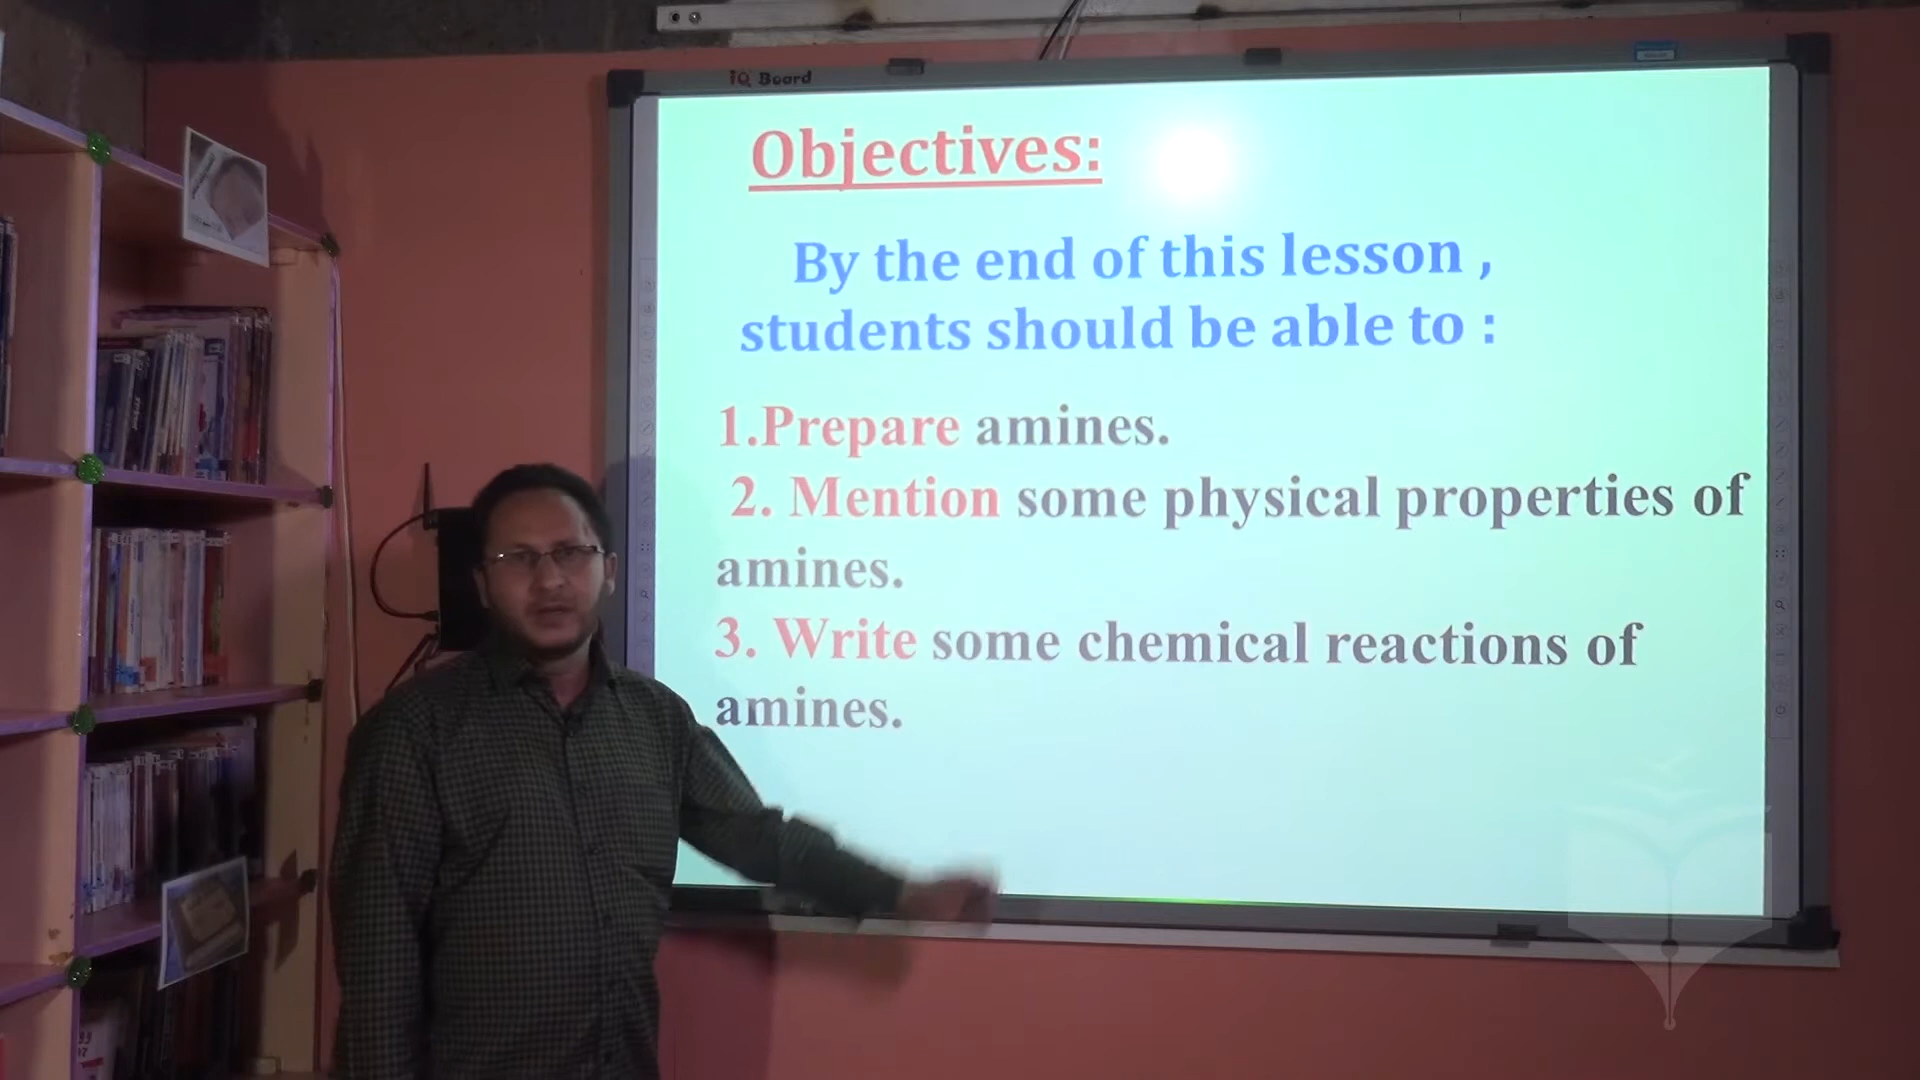 iQ Board
Objectives:
By the end of this lesson ,
students should be able to :
1.Prepare amines.
2. Mention some physical properties of
amines.
3. Write some chemical reactions of
amines.